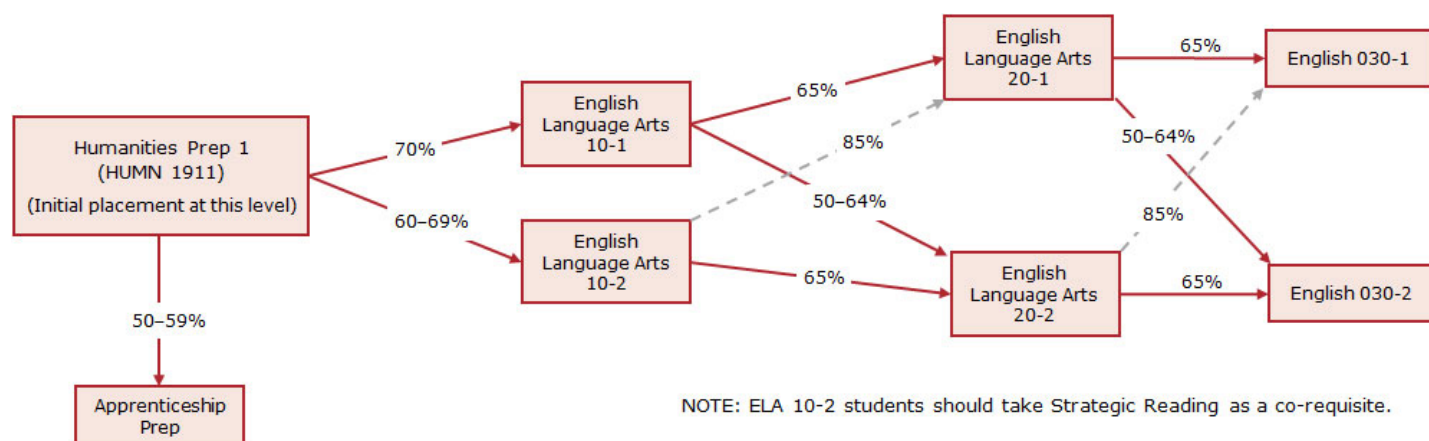 Humanities Prep 1
(HUMN 1911)
(Initial placement at this level)
70%
60–69%
50–59%
Apprenticeship
Prep
English
Language Arts
10-1
English
Language Arts
10-2
65%
85%
50–64%
65%
English
Language Arts
20-1
English
Language Arts
20-2
65%
50–64%
85%
65%
English 030-1
English 030-2
NOTE: ELA 10-2 students should take Strategic Reading as a co-requisite.